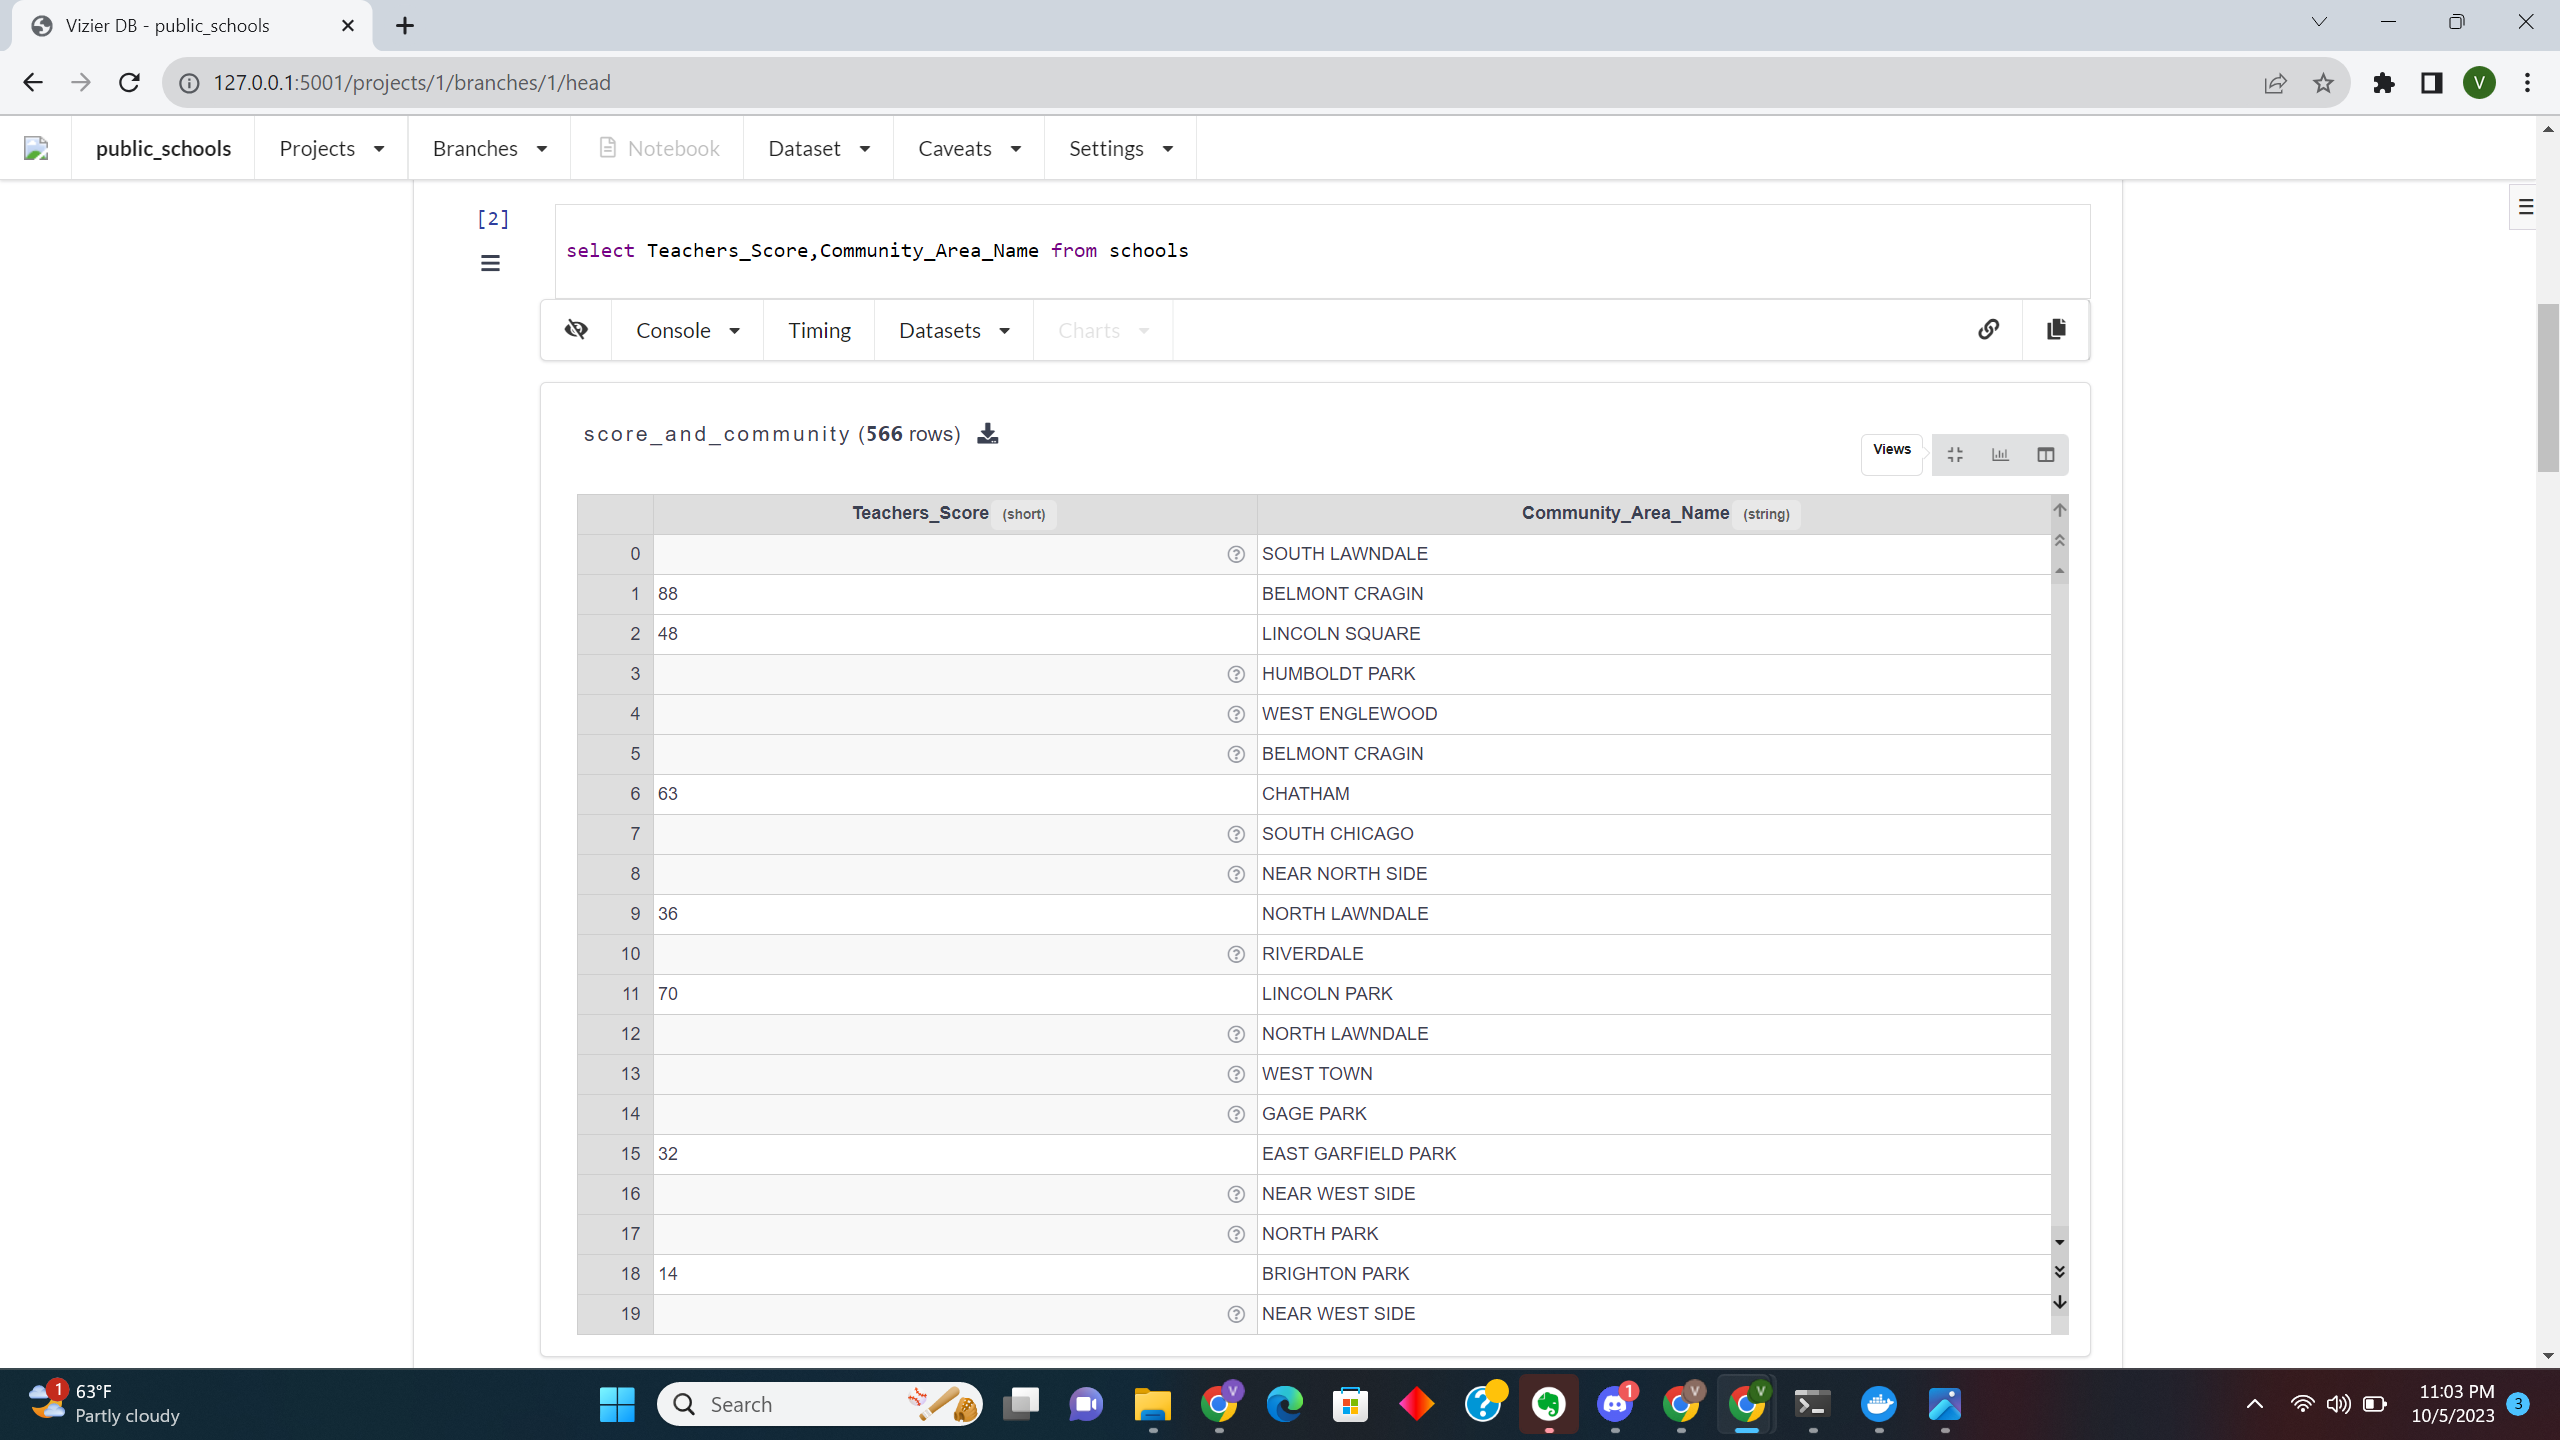 Vizier DB - public_schools
127.0.0.1:5001/projects/1/branches/1/head
V
public_schools Projects Branches Notebook Dataset Caveats Settings
[2]
select Teachers_Score,Community_Area_Name from schools
Console Timing Datasets Charts
score_and_community (566 rows)
Views
Teachers_Score (short) Community_Area_Name (string)
0 ? SOUTH LAWNDALE
1 88 BELMONT CRAGIN
2 48 LINCOLN SQUARE
3 ? HUMBOLDT PARK
4 ? WEST ENGLEWOOD
5 ? BELMONT CRAGIN
6 63 CHATHAM
7 ? SOUTH CHICAGO
8 ? NEAR NORTH SIDE
9 36 NORTH LAWNDALE
10 ? RIVERDALE
11 70 LINCOLN PARK
12 ? NORTH LAWNDALE
13 ? WEST TOWN
14 ? GAGE PARK
15 32 EAST GARFIELD PARK
16 ? NEAR WEST SIDE
17 ? NORTH PARK
18 14 BRIGHTON PARK
19 ? NEAR WEST SIDE
1 63°F
Partly cloudy
Search
V
?
1
V
V
11:03 PM
10/5/2023
3